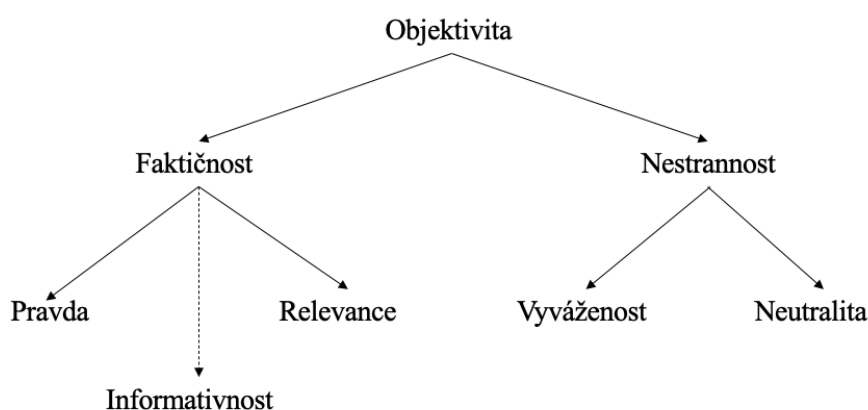 Objektivita
Faktičnost
Nestrannost
Pravda
Relevance
Vyváženost
Neutralita
Informativnost